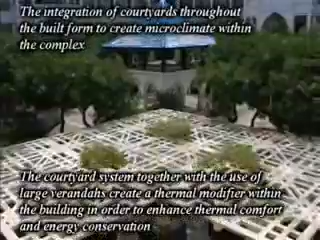 The integration of courtyards throughout
the built form to create microclimate within
the complex
The courtyard system together with the use of
large verandahs create a thermal modifier within
the building in order to enhance thermal comfort
and energy conservation